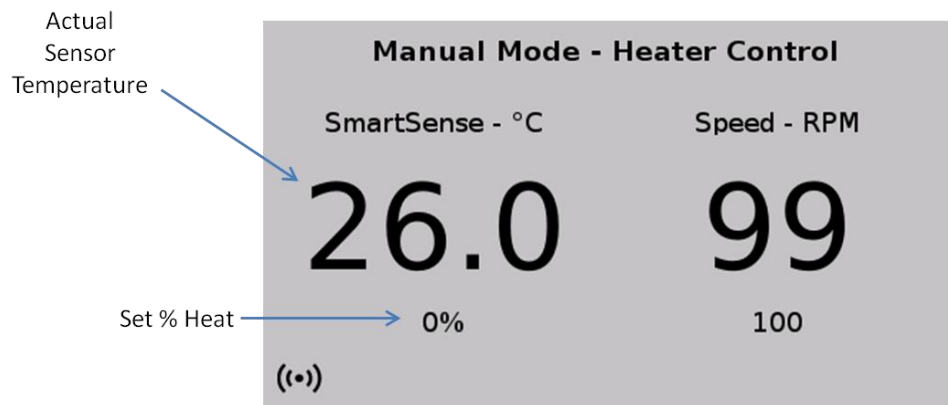 Actual
Sensor
Temperature
Manual Mode - Heater Control
SmartSense - °C
Speed - RPM
26.0
99
Set % Heat
0%
100